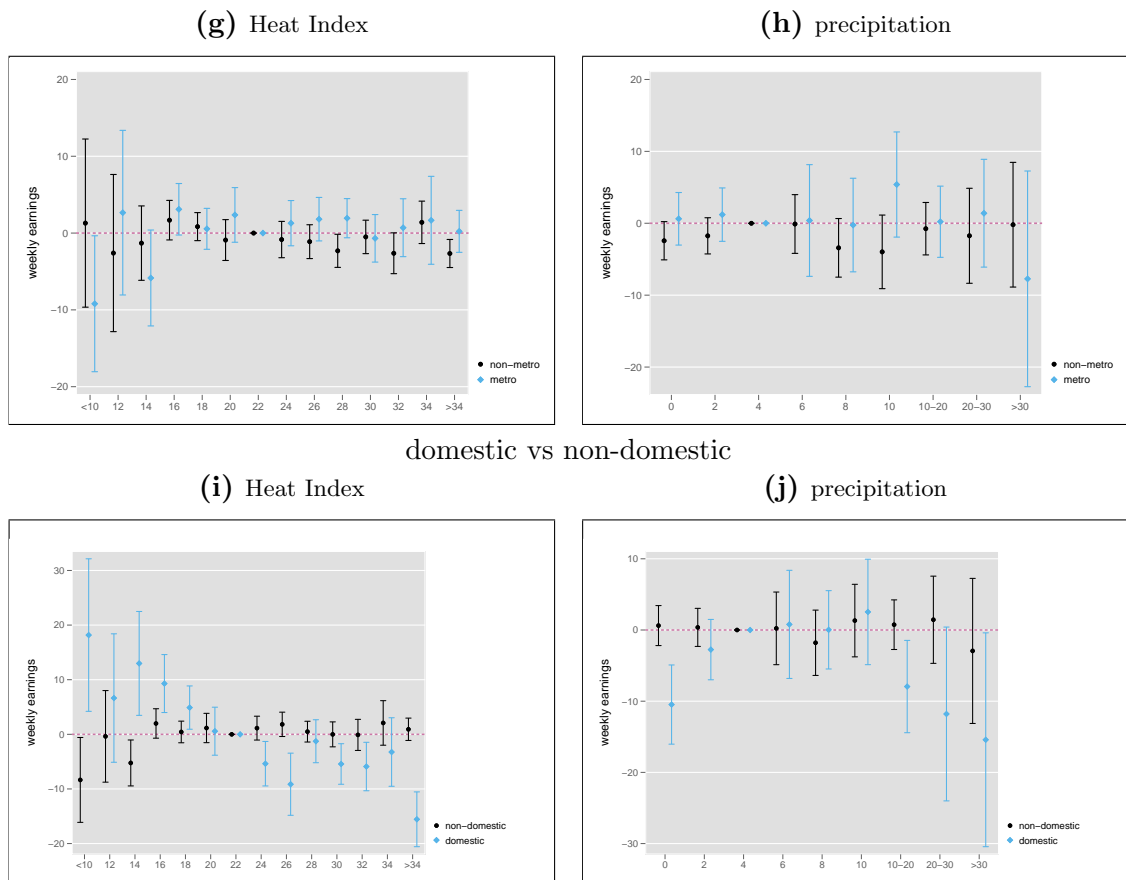 (g) Heat Index
(h) precipitation
20
10
0
−10
−20
weekly earnings
<10 12 14 16 18 20 22 24 26 28 30 32 34 >34
non−metro
metro
20
10
0
−10
−20
weekly earnings
0 2 4 6 8 10 10−20 20−30 >30
non−metro
metro
domestic vs non-domestic
(i) Heat Index
(j) precipitation
30
20
10
0
−10
−20
weekly earnings
<10 12 14 16 18 20 22 24 26 28 30 32 34 >34
non−domestic
domestic
10
0
−10
−20
−30
weekly earnings
0 2 4 6 8 10 10−20 20−30 >30
non−domestic
domestic